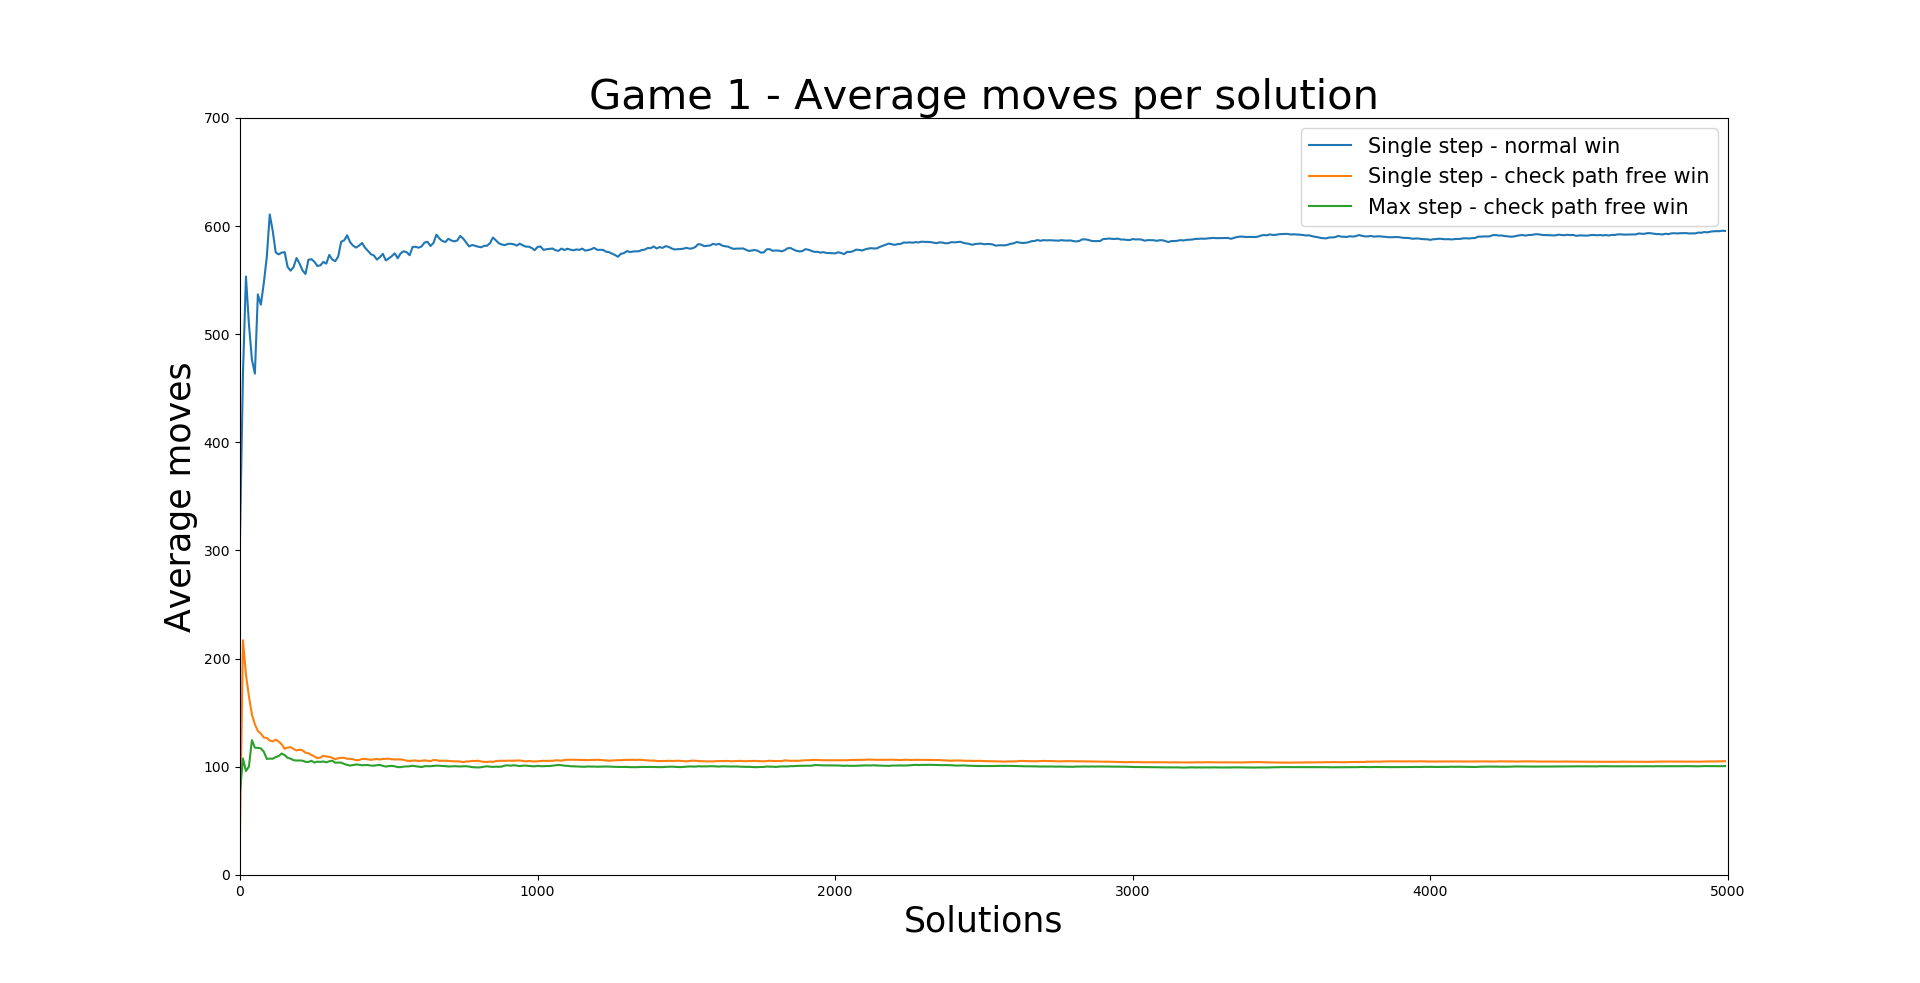 Game 1 - Average moves per solution
Single step - normal win
Single step - check path free win
Max step - check path free win
Average moves
700
600
500
400
300
200
100
0
0 1000 2000 3000 4000 5000
Solutions